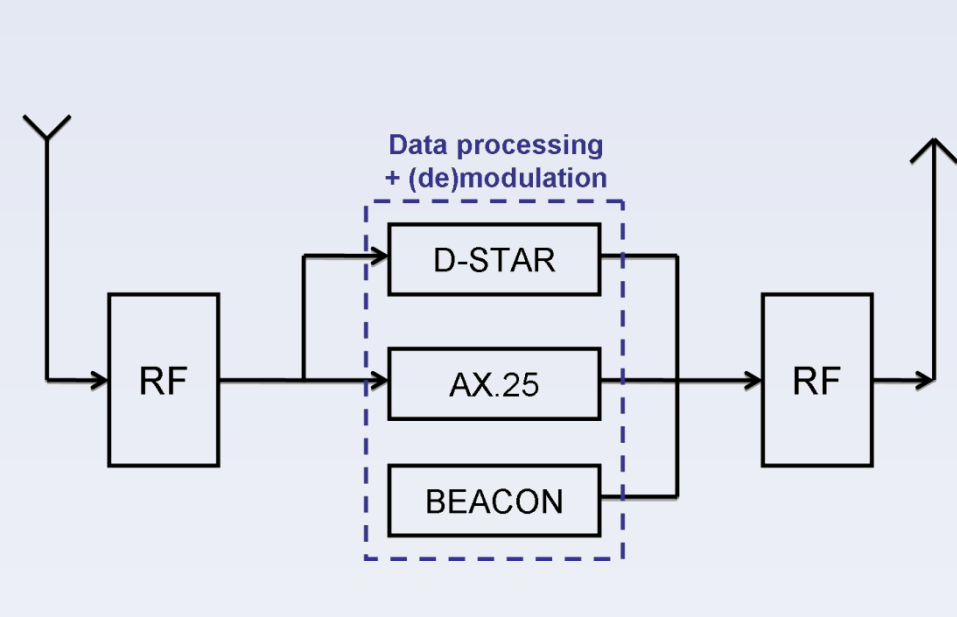 Data processing
+ (de)modulation
D-STAR
RF
AX.25
RF
BEACON